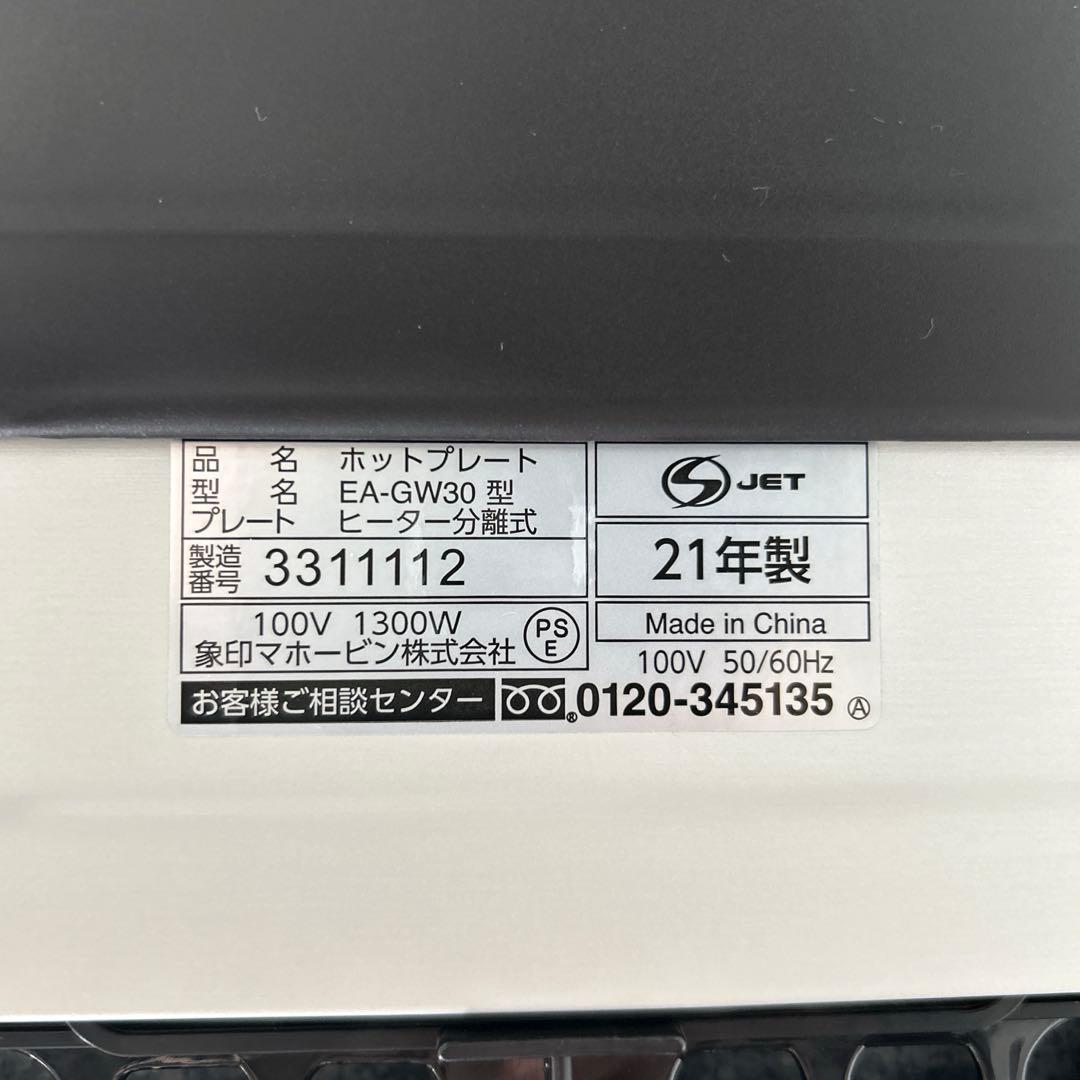 品 名 ホットプレート
型 名 EA-GW30 型
プレート ヒーター分離式
製造番号 3311112
100V 1300W
象印マホービン株式会社
PSE
S JET
21年製
Made in China
100V 50/60Hz
お客様ご相談センター ® 0120-345135 Ⓐ